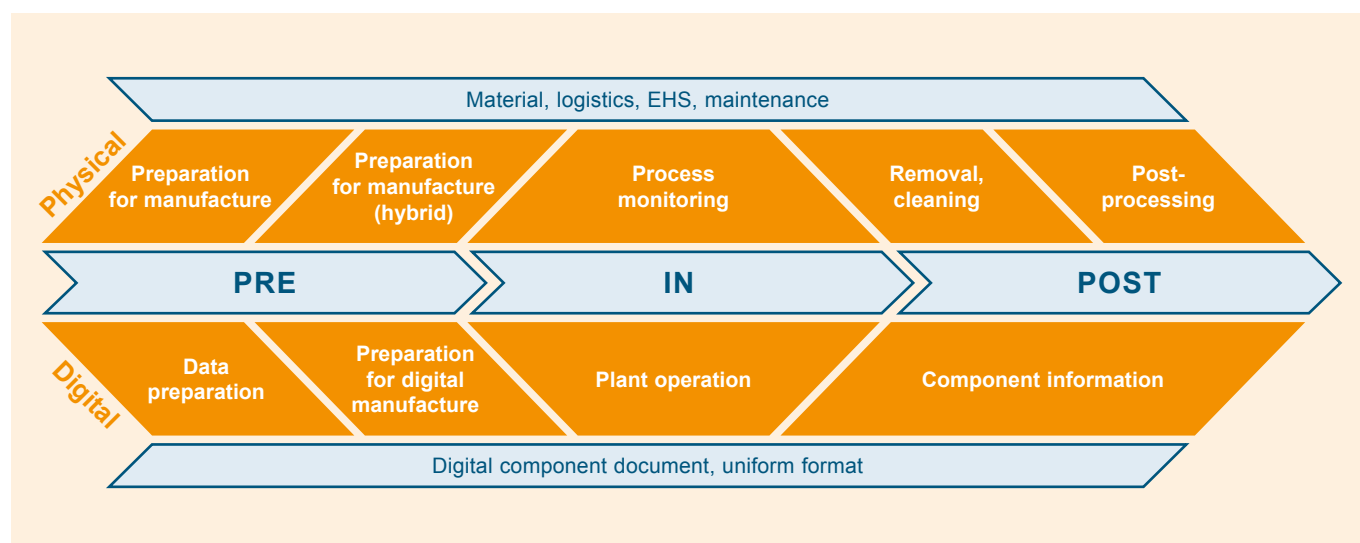 Material, logistics, EHS, maintenance
Physical
Preparation
for manufacture
Preparation
for manufacture
(hybrid)
Process
monitoring
Removal,
cleaning
Post-
processing
PRE
IN
POST
Digital
Data
preparation
Preparation
for digital
manufacture
Plant operation
Component information
Digital component document, uniform format